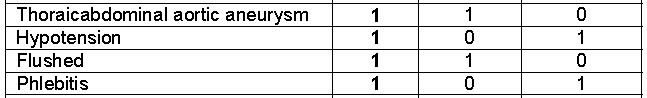 Thoraicabdominal aortic aneurysm 1 1 0
Hypotension 1 0 1
Flushed 1 1 0
Phlebitis 1 0 1